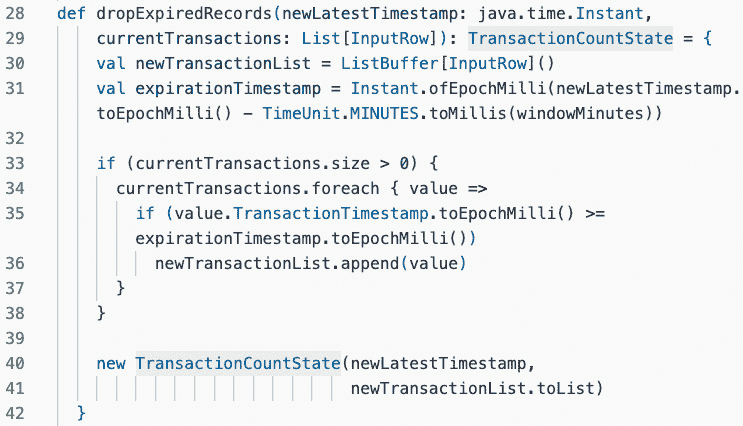 28 def dropExpiredRecords(newLatestTimestamp: java.time.Instant,
29 currentTransactions: List[InputRow]): TransactionCountState = {
30 val newTransactionList = ListBuffer[InputRow]()
31 val expirationTimestamp = Instant.ofEpochMilli(newLatestTimestamp.
toEpochMilli() - TimeUnit.MINUTES.toMillis(windowMinutes))
32
33 if (currentTransactions.size > 0) {
34 currentTransactions.foreach { value =>
35 if (value.TransactionTimestamp.toEpochMilli() >=
expirationTimestamp.toEpochMilli())
36 newTransactionList.append(value)
37 }
38 }
39
40 new TransactionCountState(newLatestTimestamp,
41 newTransactionList.toList)
42 }